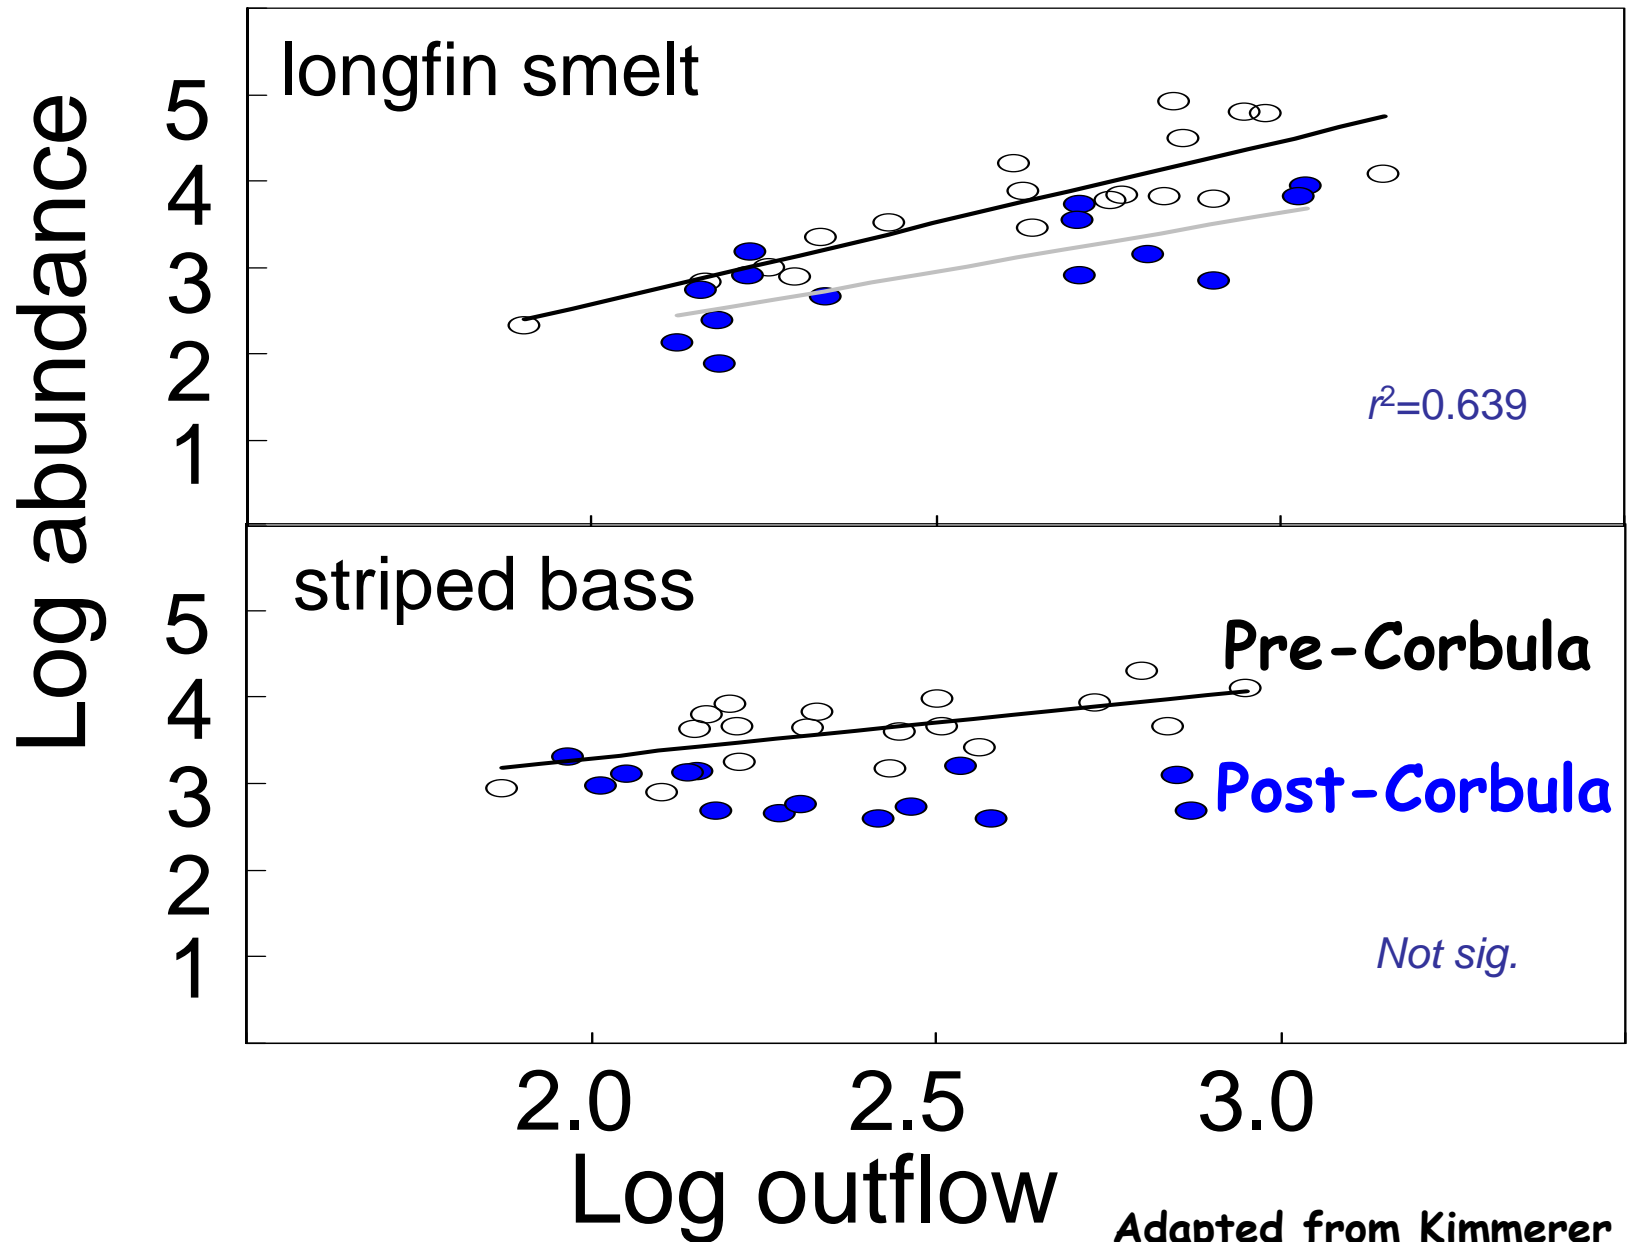 Log abundance
longfin smelt
5
4
3
2
1
r²=0.639
striped bass
5
4
3
2
1
Pre-Corbula
Post-Corbula
Not sig.
2.0 2.5 3.0
Log outflow
Adapted from Kimmerer